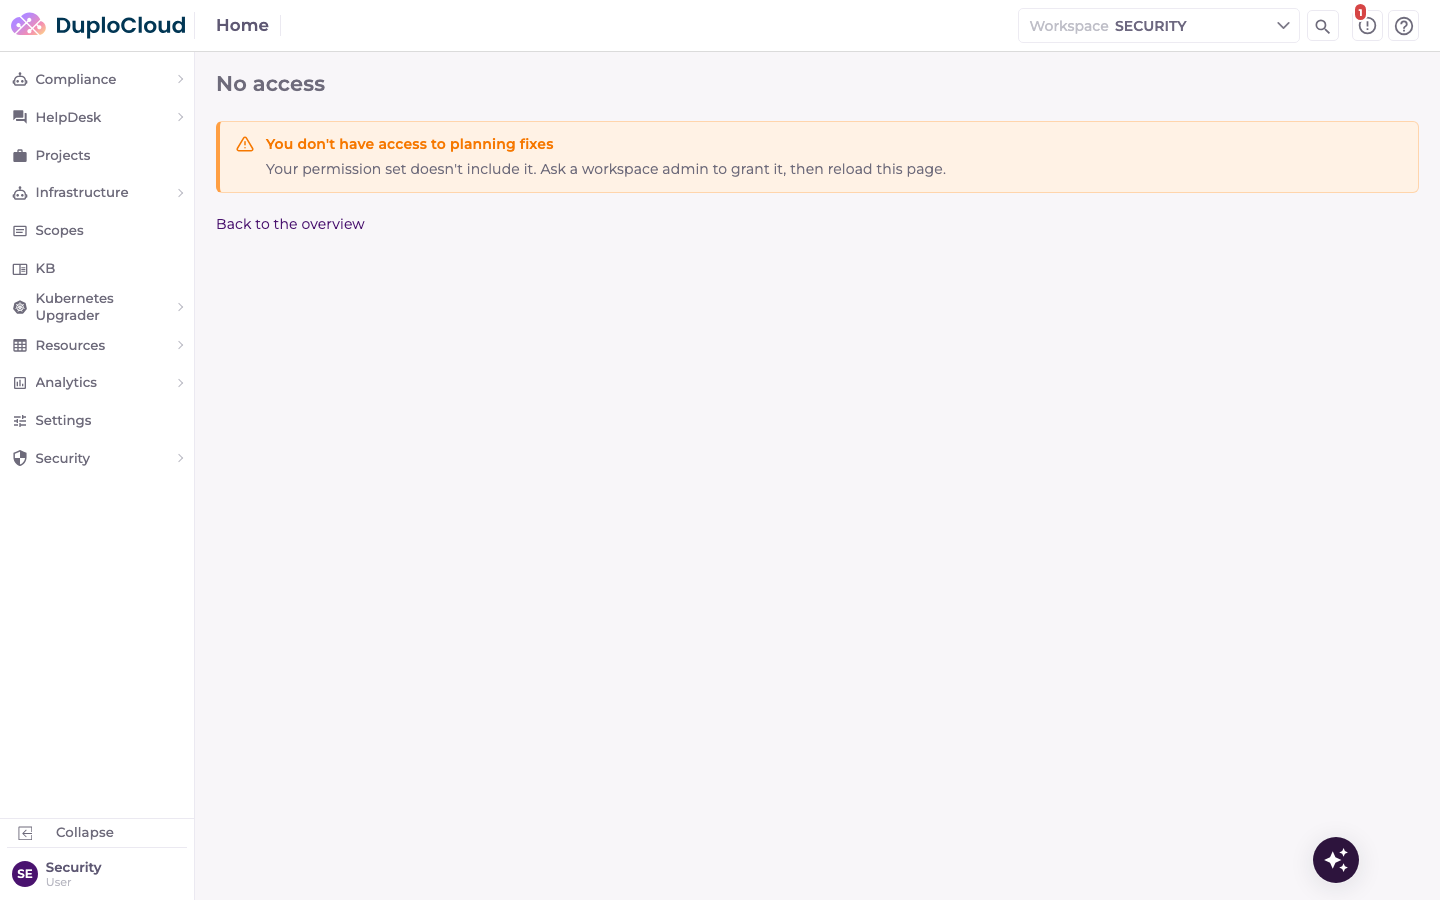 DuploCloud
Home
Workspace SECURITY
1
Compliance
HelpDesk
Projects
Infrastructure
Scopes
KB
Kubernetes
Upgrader
Resources
Analytics
Settings
Security
No access
You don't have access to planning fixes
Your permission set doesn't include it. Ask a workspace admin to grant it, then reload this page.
Back to the overview
Collapse
SE
Security
User